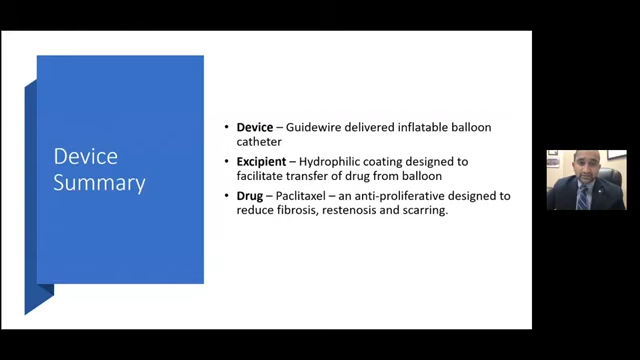 Device
Summary
• Device – Guidewire delivered inflatable balloon
catheter
• Excipient – Hydrophilic coating designed to
facilitate transfer of drug from balloon
• Drug – Paclitaxel – an anti-proliferative designed to
reduce fibrosis, restenosis and scarring.